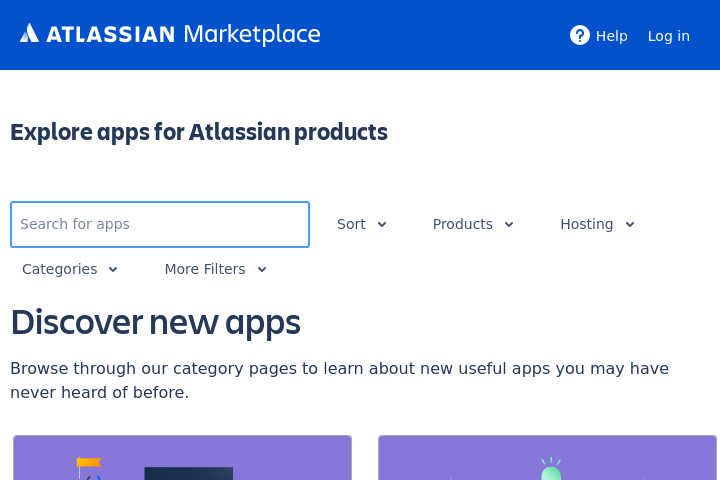 ATLASSIAN Marketplace
Help
Log in
Explore apps for Atlassian products
Search for apps
Sort
Products
Hosting
Categories
More Filters
Discover new apps
Browse through our category pages to learn about new useful apps you may have
never heard of before.